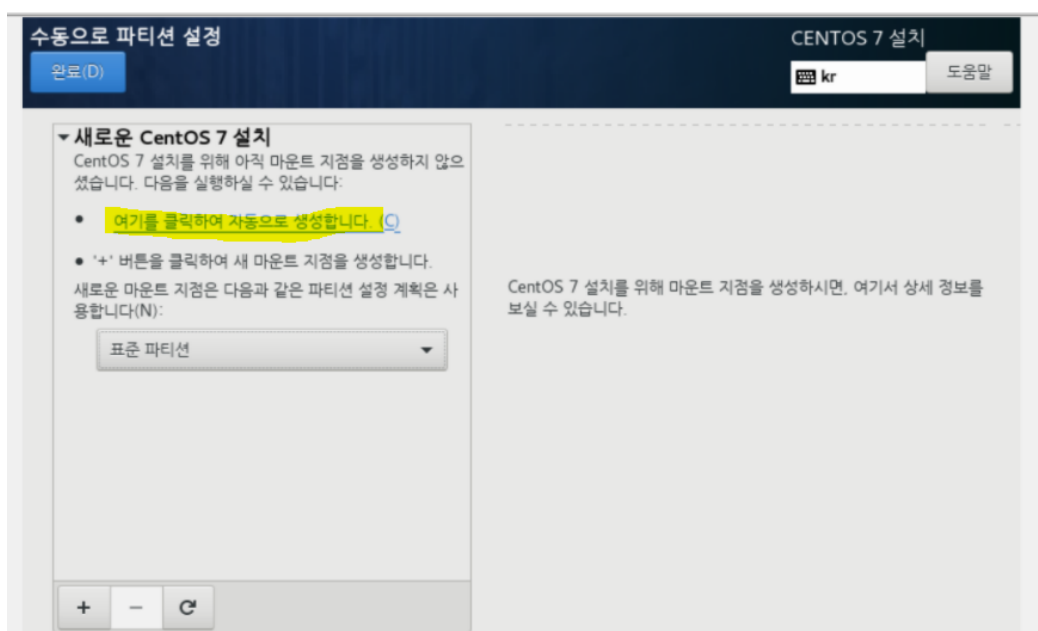 수동으로 파티션 설정
CENTOS 7 설치
완료(D)
kr
도움말
새로운 CentOS 7 설치
CentOS 7 설치를 위해 아직 마운트 지점을 생성하지 않으
셨습니다. 다음을 실행하실 수 있습니다:
• 여기를 클릭하여 자동으로 생성합니다. (C)
• '+' 버튼을 클릭하여 새 마운트 지점을 생성합니다.
새로운 마운트 지점은 다음과 같은 파티션 설정 계획은 사
용합니다(N):
표준 파티션
CentOS 7 설치를 위해 마운트 지점을 생성하시면, 여기서 상세 정보를
보실 수 있습니다.
+ −